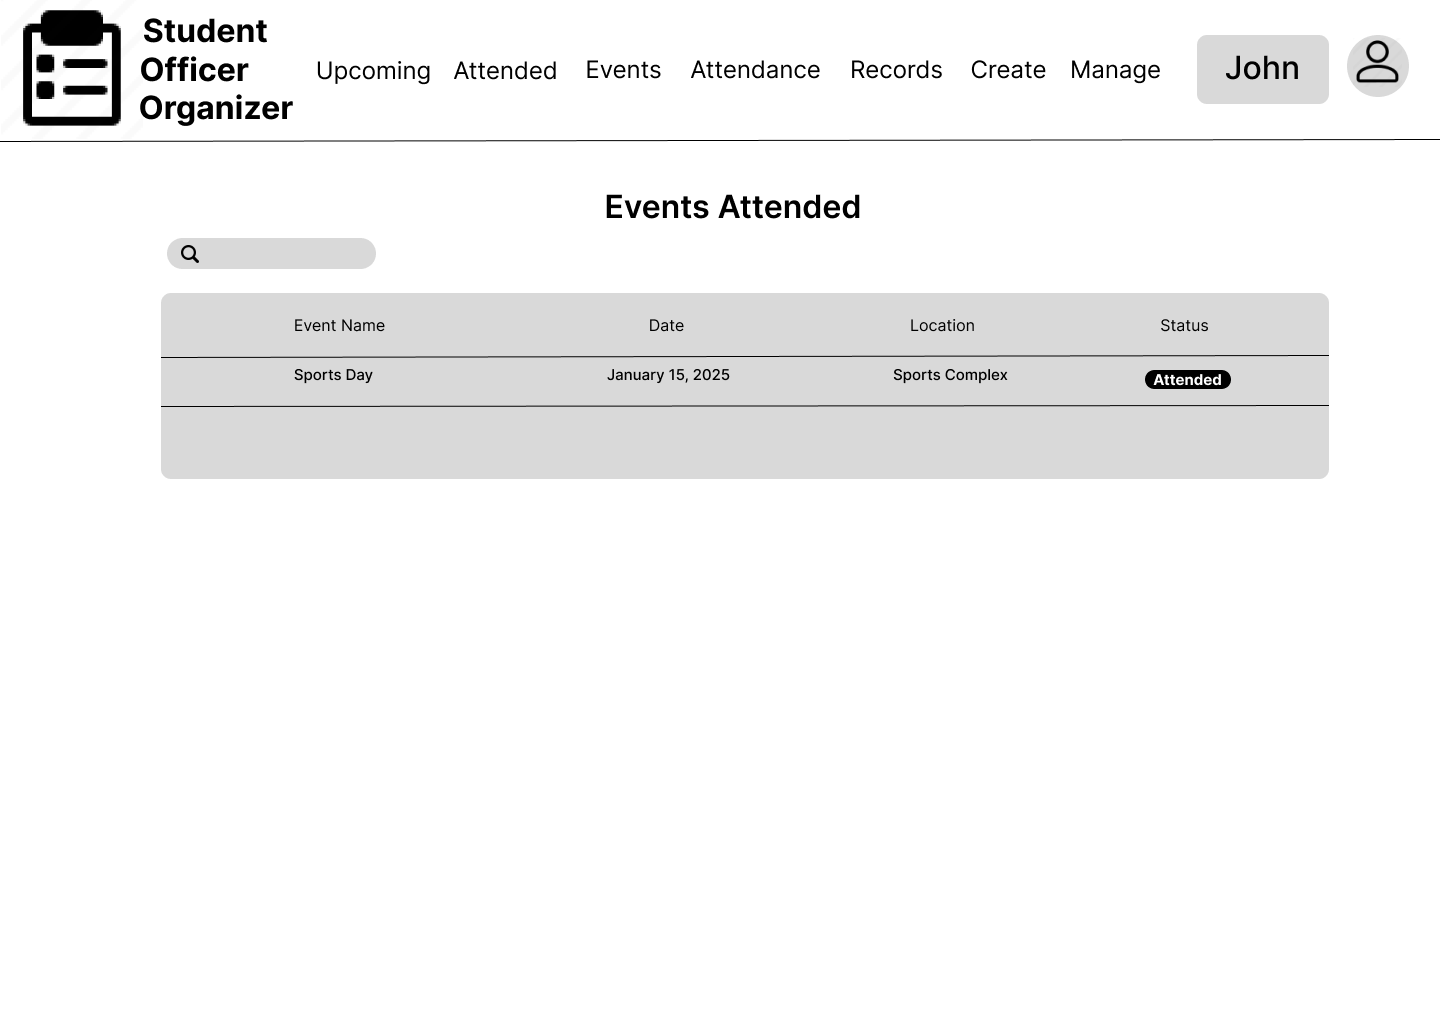 Student
Officer
Organizer
Upcoming Attended Events Attendance Records Create Manage John
Events Attended
Event Name Date Location Status
Sports Day January 15, 2025 Sports Complex Attended